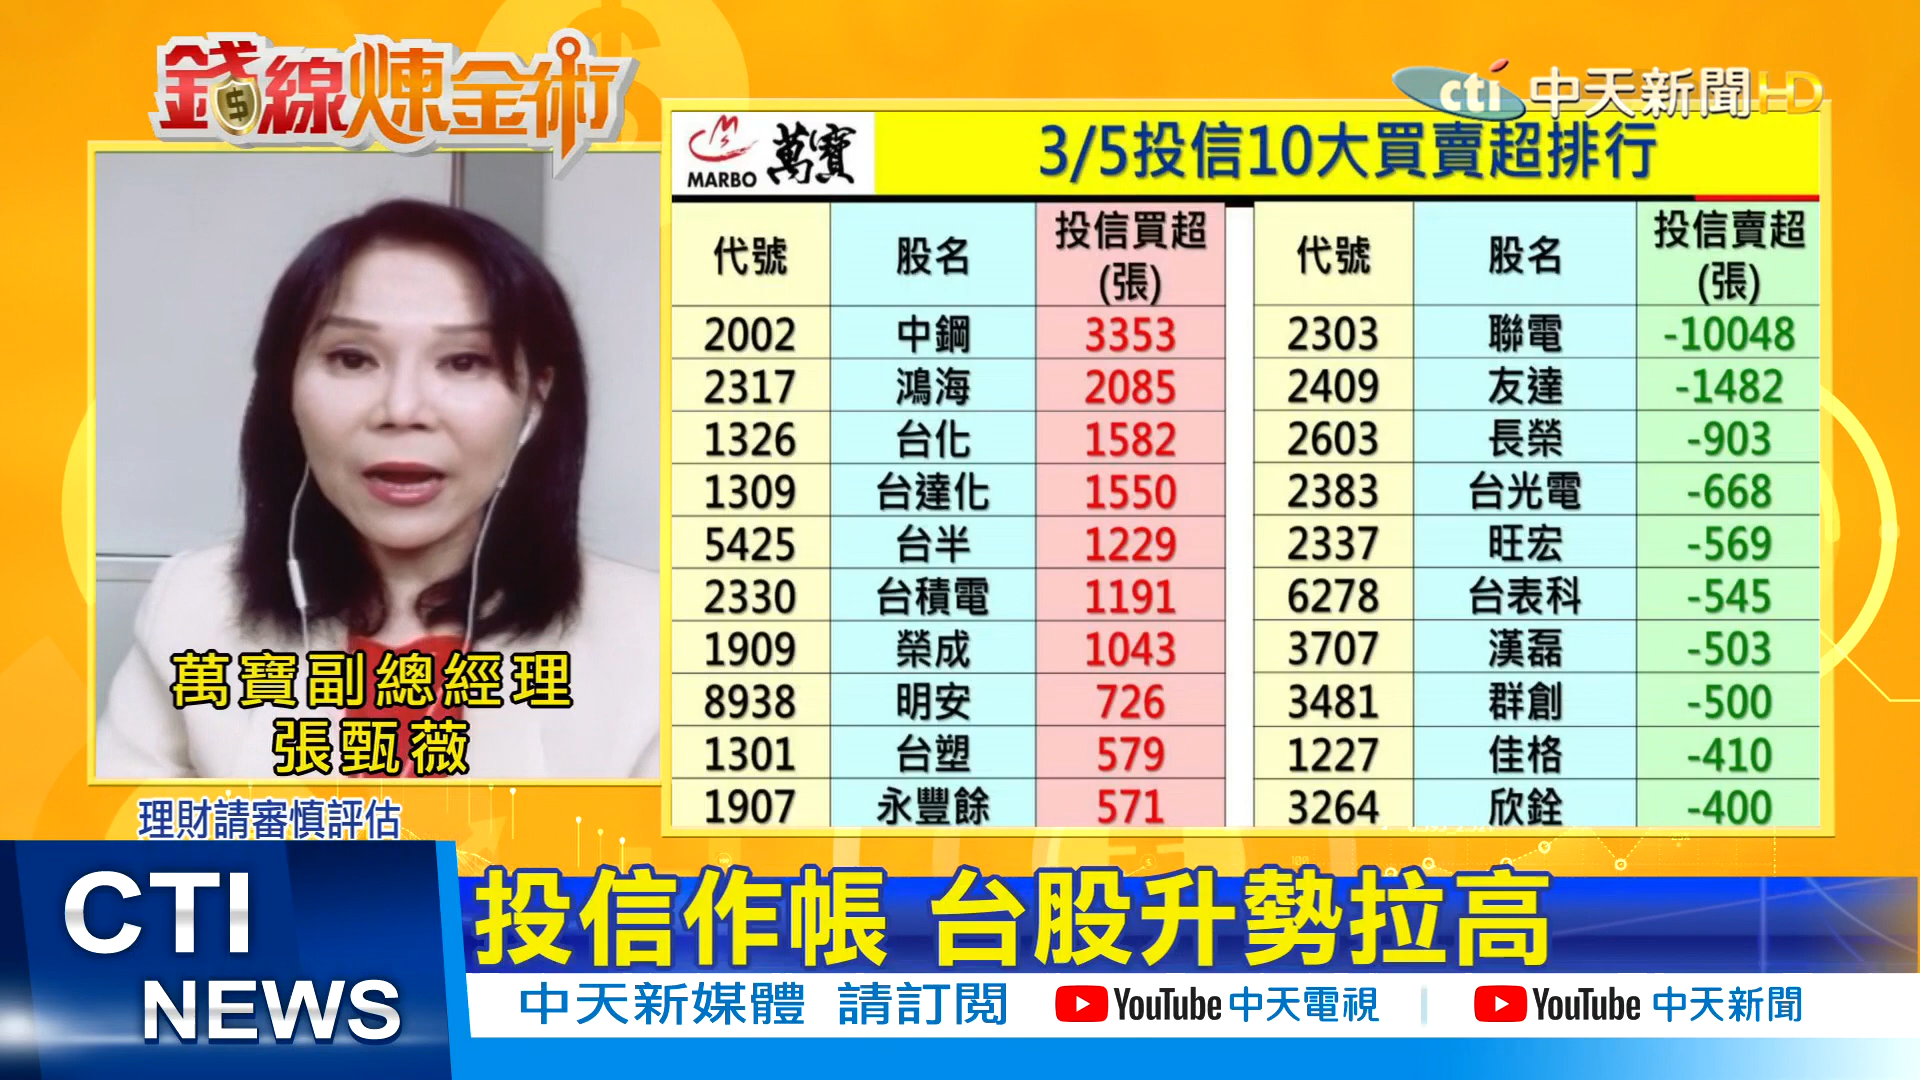 錢線煉金術
cti 中天新聞HD
MARBO 萬寶
3/5投信10大買賣超排行
代號 股名 投信買超(張) 代號 股名 投信賣超(張)
2002 中鋼 3353 2303 聯電 -10048
2317 鴻海 2085 2409 友達 -1482
1326 台化 1582 2603 長榮 -903
1309 台達化 1550 2383 台光電 -668
5425 台半 1229 2337 旺宏 -569
2330 台積電 1191 6278 台表科 -545
1909 榮成 1043 3707 漢磊 -503
8938 明安 726 3481 群創 -500
1301 台塑 579 1227 佳格 -410
1907 永豐餘 571 3264 欣銓 -400
萬寶副總經理
張甄薇
理財請審慎評估
CTI
NEWS
投信作帳 台股升勢拉高
中天新媒體 請訂閱 YouTube 中天電視 | YouTube 中天新聞